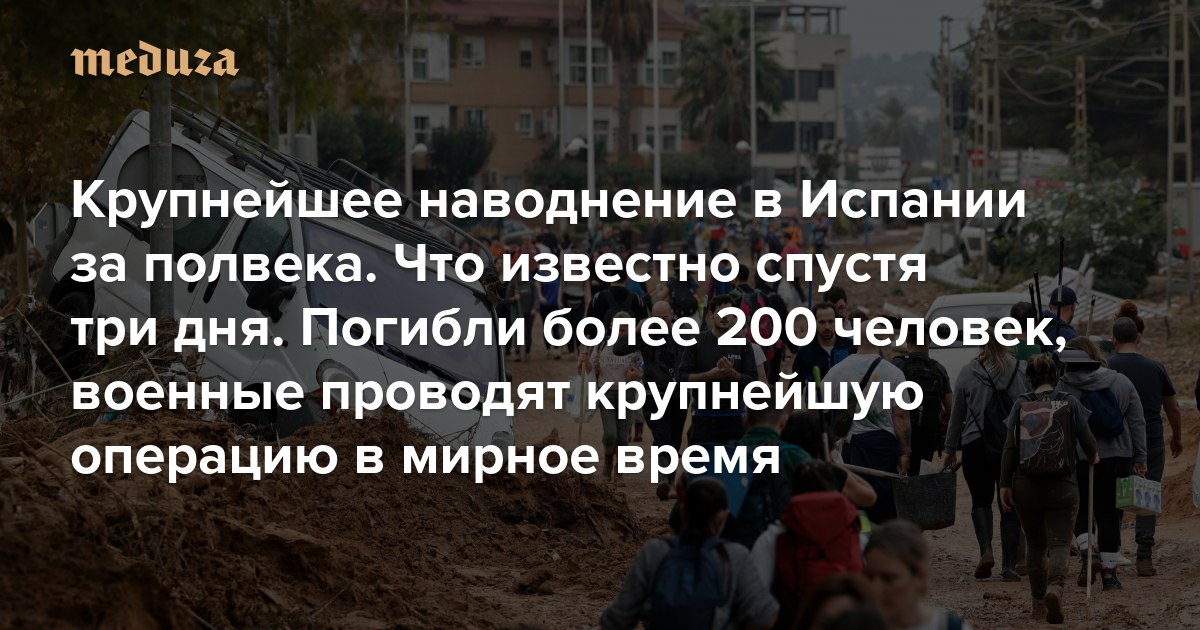 meduza
Крупнейшее наводнение в Испании
за полвека. Что известно спустя
три дня. Погибли более 200 человек,
военные проводят крупнейшую
операцию в мирное время